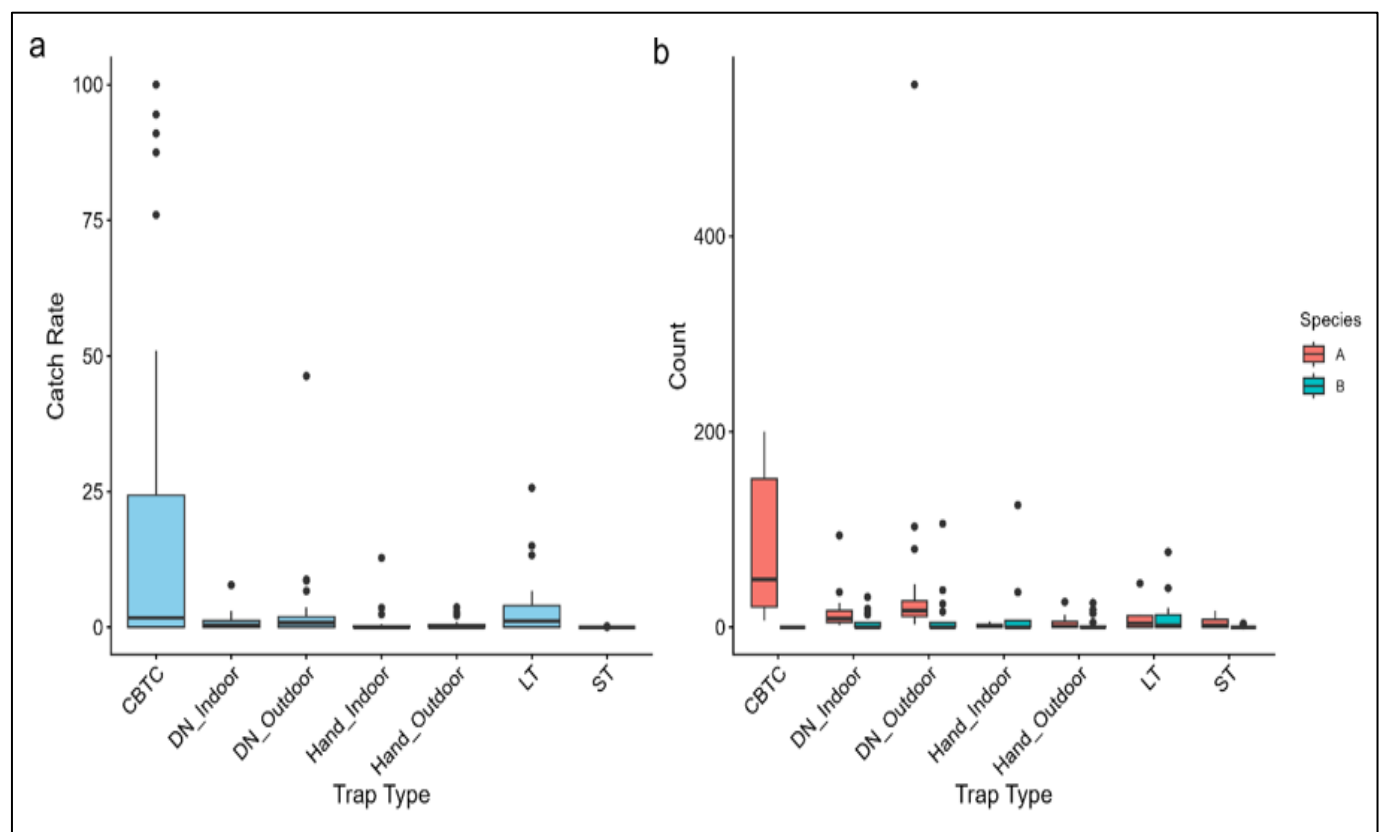 a
100
75
50
25
0
Catch Rate
CBTC
DN_Indoor
DN_Outdoor
Hand_Indoor
Hand_Outdoor
LT
ST
Trap Type
b
400
200
0
Count
CBTC
DN_Indoor
DN_Outdoor
Hand_Indoor
Hand_Outdoor
LT
ST
Trap Type
Species
A
B